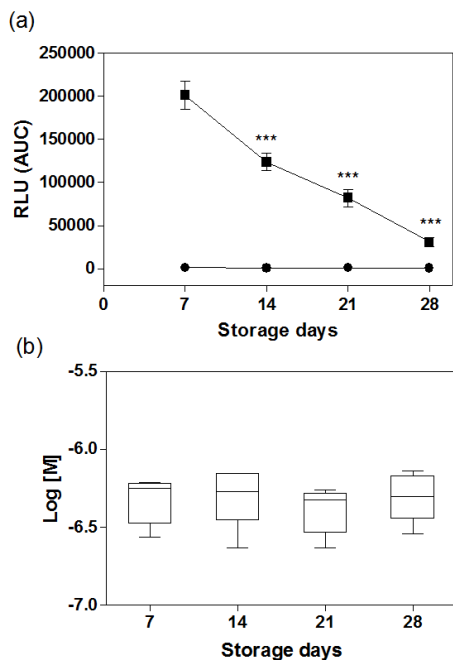 (a)
250000
200000
150000
100000
50000
0
RLU (AUC)
***
***
***
0 7 14 21 28
Storage days
(b)
-5.5
-6.0
-6.5
-7.0
Log [M]
7 14 21 28
Storage days